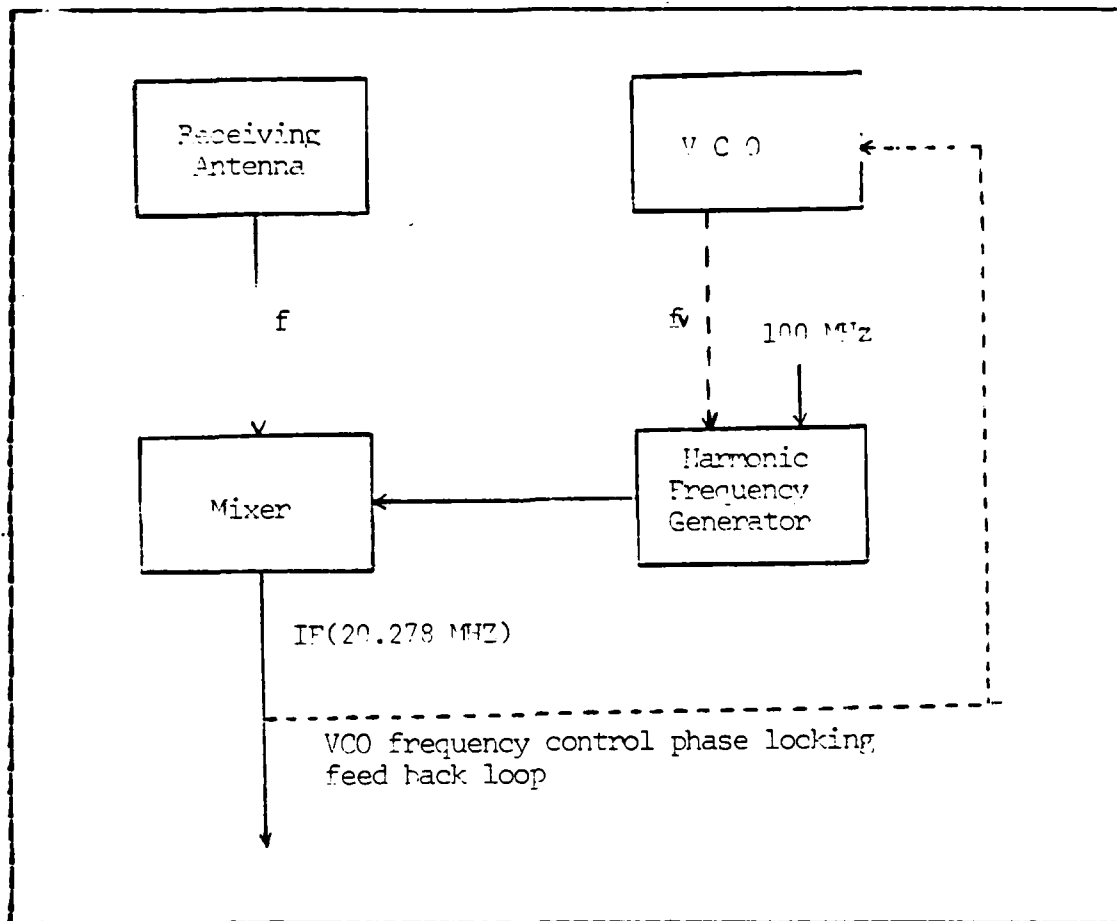 Receiving
Antenna
V C O
f
fv
100 MHz
Mixer
Harmonic
Frequency
Generator
IF(20.278 MHZ)
VCO frequency control phase locking
feed back loop